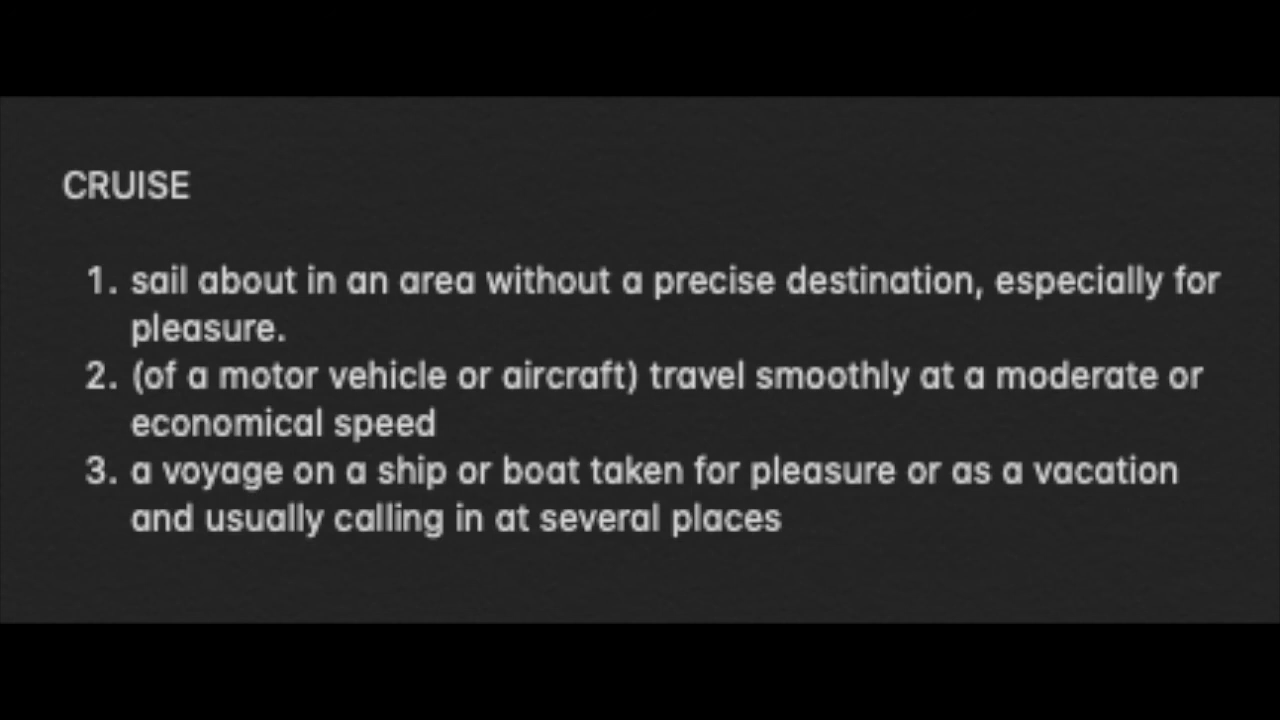 CRUISE
1. sail about in an area without a precise destination, especially for
pleasure.
2. (of a motor vehicle or aircraft) travel smoothly at a moderate or
economical speed
3. a voyage on a ship or boat taken for pleasure or as a vacation
and usually calling in at several places